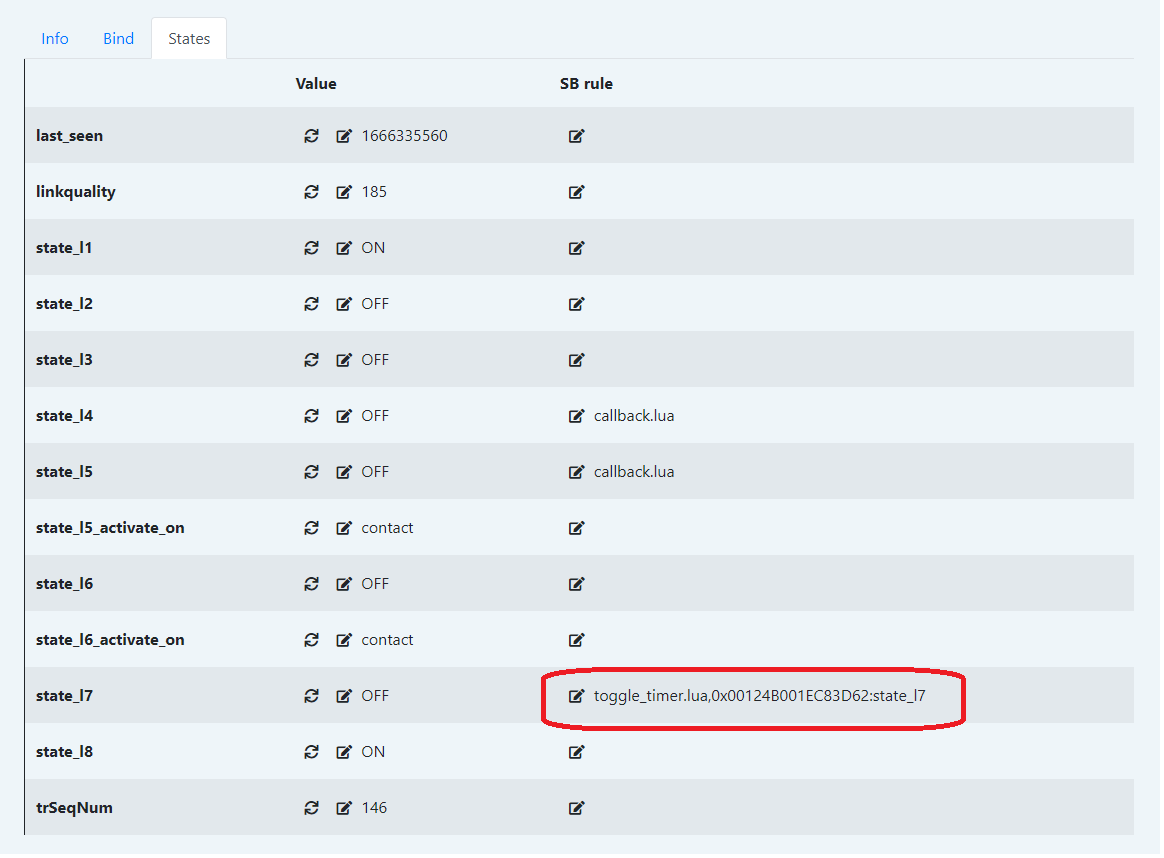 Info Bind States
Value SB rule
last_seen 1666335560
linkquality 185
state_l1 ON
state_l2 OFF
state_l3 OFF
state_l4 OFF callback.lua
state_l5 OFF callback.lua
state_l5_activate_on contact
state_l6 OFF
state_l6_activate_on contact
state_l7 OFF toggle_timer.lua,0x00124B001EC83D62:state_l7
state_l8 ON
trSeqNum 146